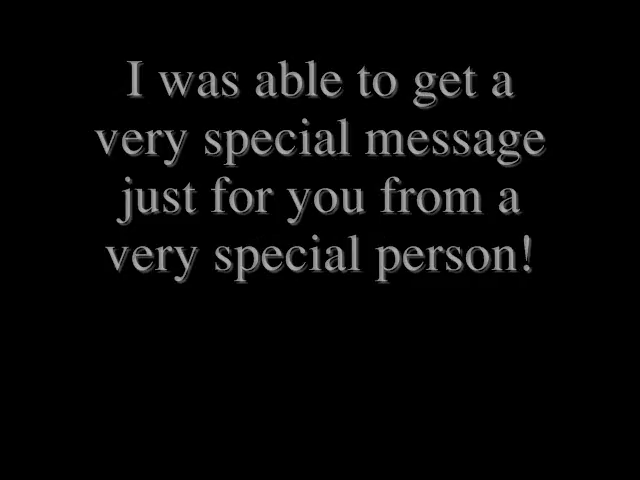 I was able to get a
very special message
just for you from a
very special person!